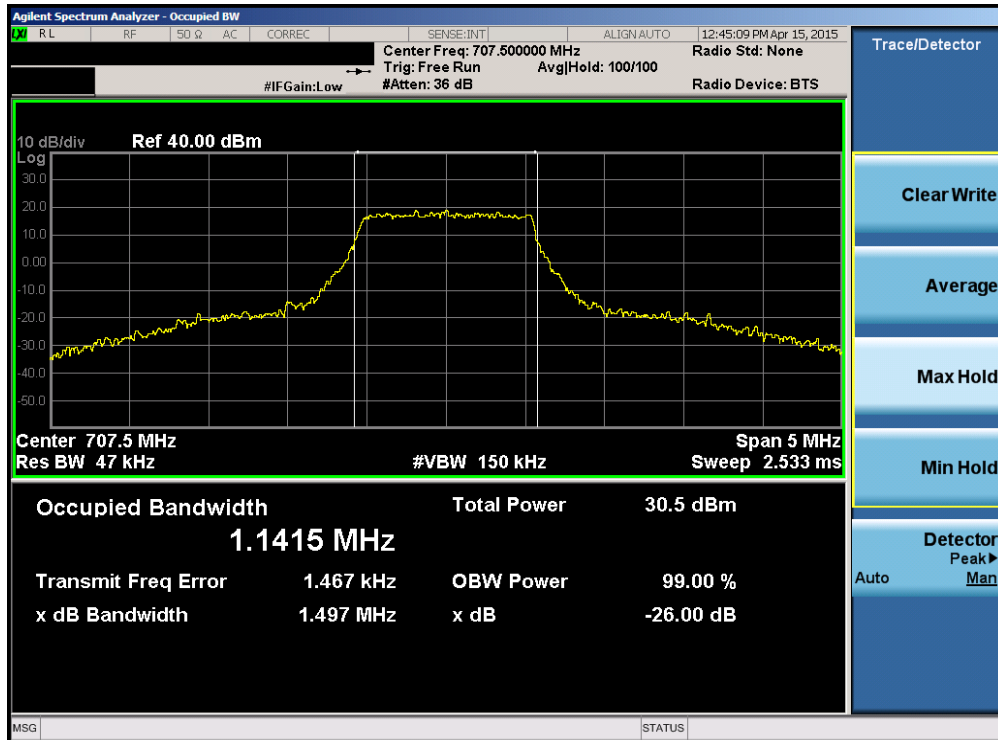 Agilent Spectrum Analyzer - Occupied BW
LXI RL RF 50 Ω AC CORREC SENSE:INT ALIGN AUTO 12:45:09 PM Apr 15, 2015
Center Freq: 707.500000 MHz Radio Std: None
Trig: Free Run Avg|Hold: 100/100
#IFGain:Low #Atten: 36 dB Radio Device: BTS
10 dB/div Ref 40.00 dBm
Log
30.0
20.0
10.0
0.00
-10.0
-20.0
-30.0
-40.0
-50.0
Center 707.5 MHz Span 5 MHz
Res BW 47 kHz #VBW 150 kHz Sweep 2.533 ms
Occupied Bandwidth Total Power 30.5 dBm
1.1415 MHz
Transmit Freq Error 1.467 kHz OBW Power 99.00 %
x dB Bandwidth 1.497 MHz x dB -26.00 dB
MSG STATUS
Trace/Detector
Clear Write
Average
Max Hold
Min Hold
Detector
Peak▶
Auto Man